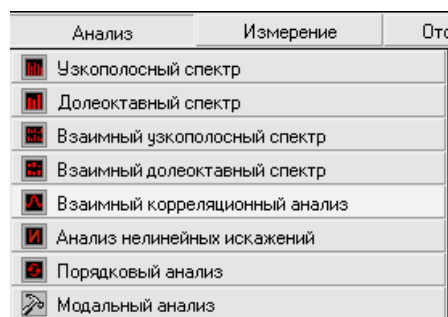 Анализ Измерение Ото
Узкополосный спектр
Долеоктавный спектр
Взаимный узкополосный спектр
Взаимный долеоктавный спектр
Взаимный корреляционный анализ
Анализ нелинейных искажений
Порядковый анализ
Модальный анализ